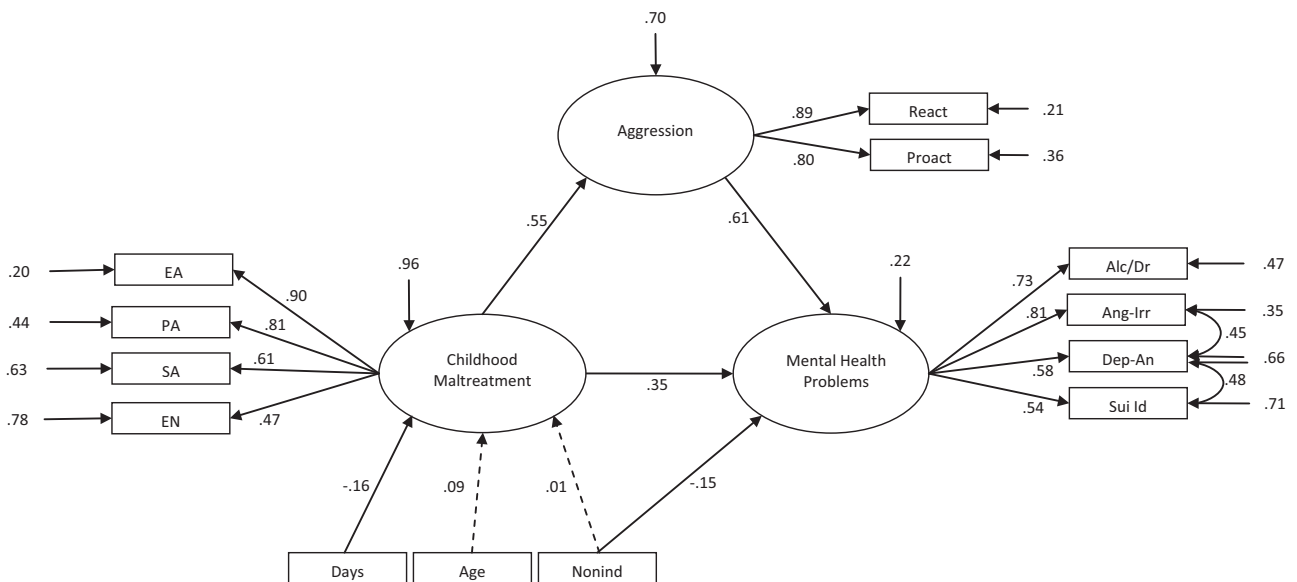 .70
Aggression
.89
React
.21
.80
Proact
.36
.55
.61
.20
EA
.90
.44
PA
.81
.63
SA
.61
.78
EN
.47
.96
Childhood
Maltreatment
.35
.22
Mental Health
Problems
.73
Alc/Dr
.47
.81
Ang-Irr
.35
.45
.58
Dep-An
.66
.48
.54
Sui Id
.71
-.16
.09
.01
-.15
Days
Age
Nonind